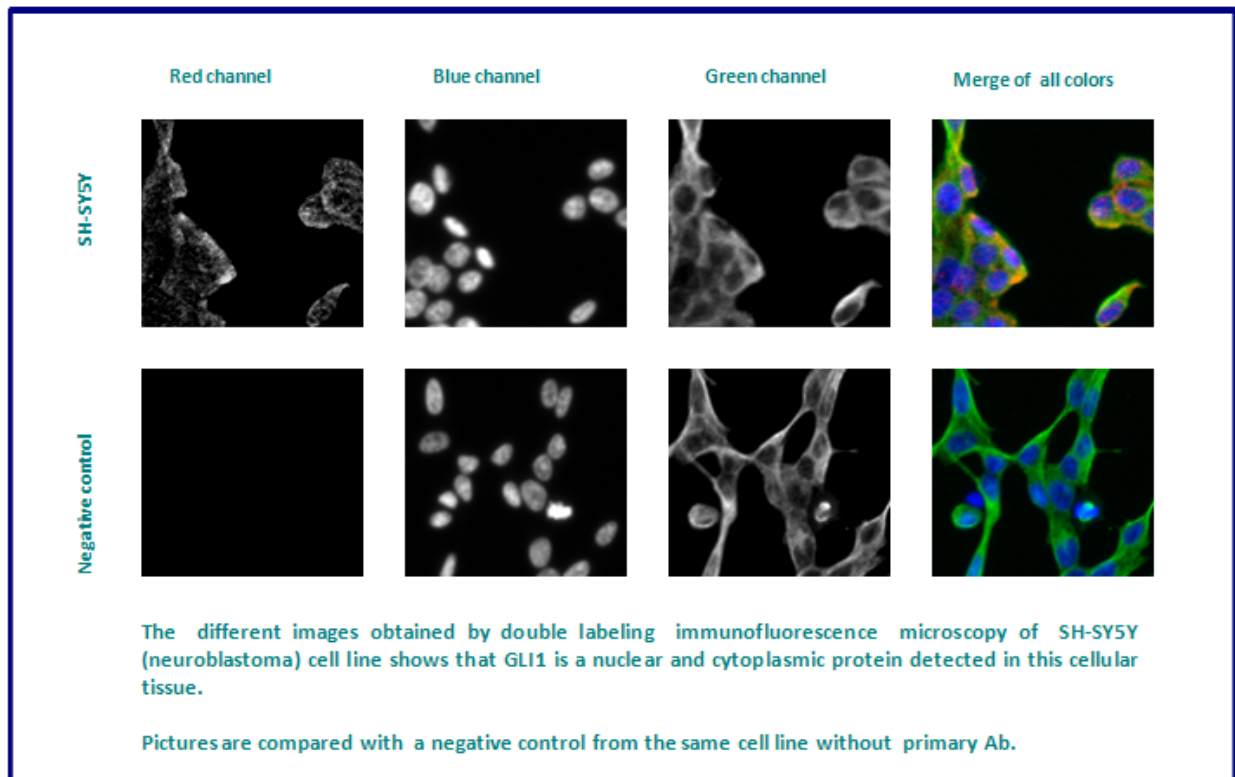 Red channel
Blue channel
Green channel
Merge of all colors
SH-SY5Y
Negative control
The different images obtained by double labeling immunofluorescence microscopy of SH-SY5Y
(neuroblastoma) cell line shows that GLI1 is a nuclear and cytoplasmic protein detected in this cellular
tissue.
Pictures are compared with a negative control from the same cell line without primary Ab.